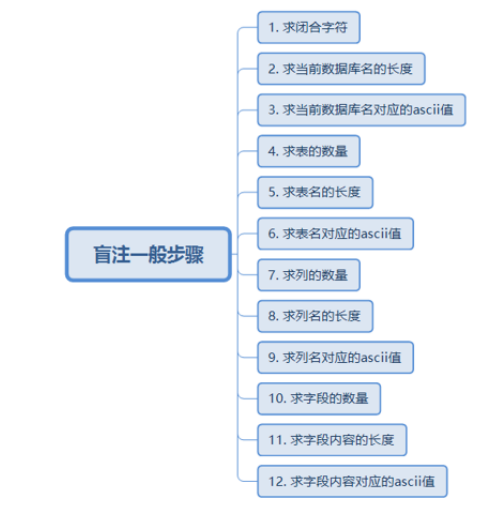 盲注一般步骤
1. 求闭合字符
2. 求当前数据库名的长度
3. 求当前数据库名对应的ascii值
4. 求表的数量
5. 求表名的长度
6. 求表名对应的ascii值
7. 求列的数量
8. 求列名的长度
9. 求列名对应的ascii值
10. 求字段的数量
11. 求字段内容的长度
12. 求字段内容对应的ascii值